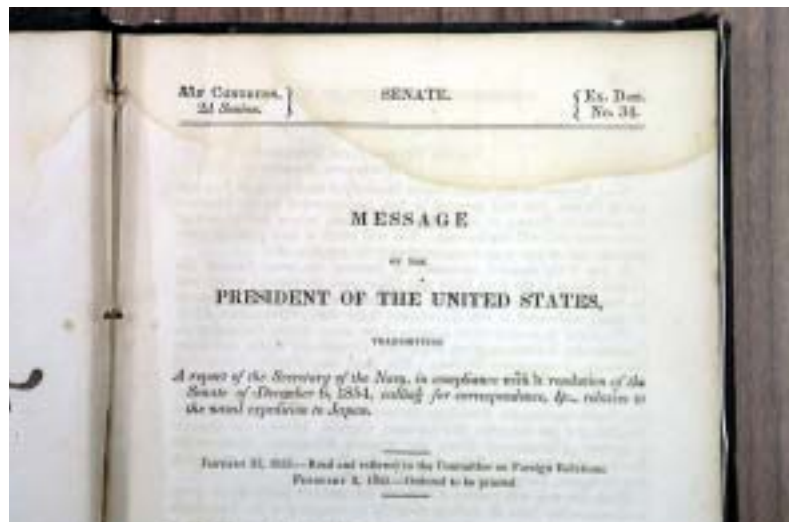 33D CONGRESS,
2d Session.
SENATE.
Ex. Doc.
No. 34.
MESSAGE
OF THE
PRESIDENT OF THE UNITED STATES,
TRANSMITTING
A report of the Secretary of the Navy, in compliance with a resolution of the
Senate of December 6, 1854, calling for correspondence, &c., relative to
the naval expedition to Japan.
JANUARY 31, 1855.—Read and referred to the Committee on Foreign Relations.
FEBRUARY 2, 1855.—Ordered to be printed.